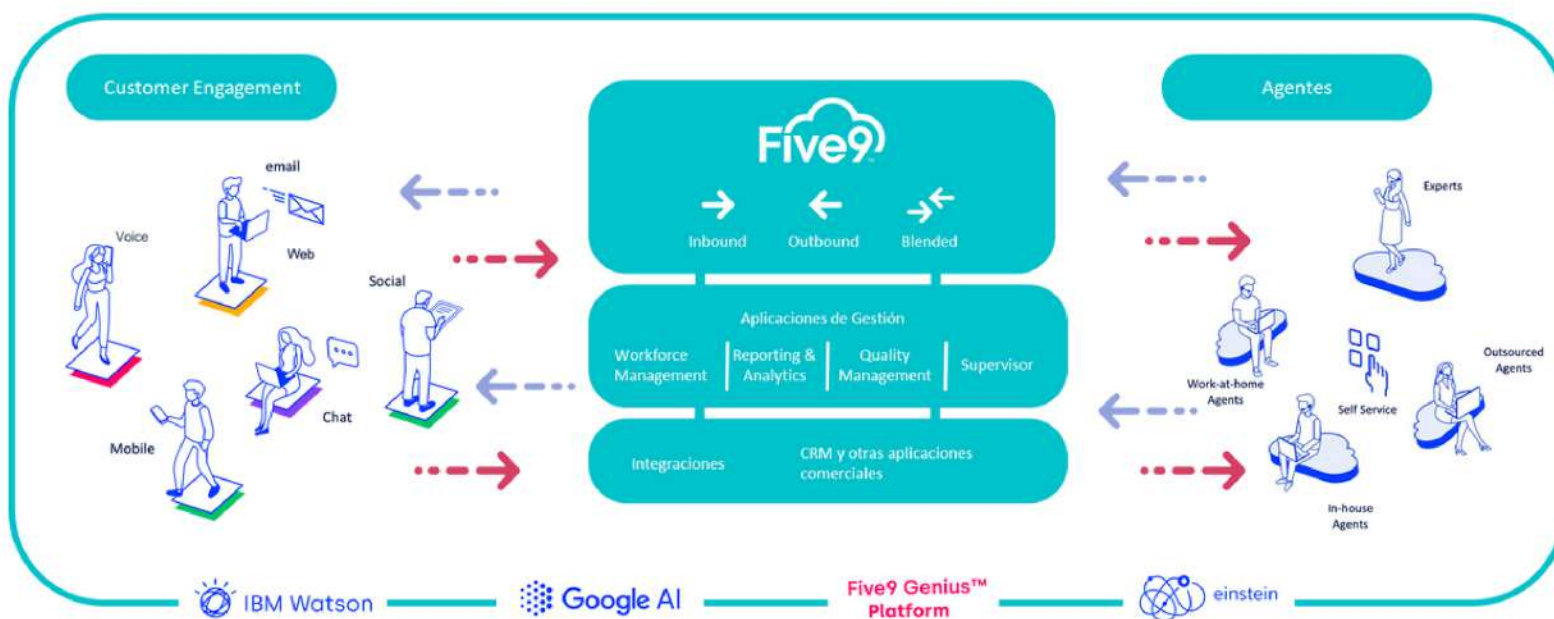 Customer Engagement
email
Voice
Web
Social
Chat
Mobile
Five9™
Inbound
Outbound
Blended
Aplicaciones de Gestión
Workforce
Management
Reporting &
Analytics
Quality
Management
Supervisor
Integraciones
CRM y otras aplicaciones
comerciales
Agentes
Experts
Work-at-home
Agents
Self Service
Outsourced
Agents
In-house
Agents
IBM Watson
Google AI
Five9 Genius™
Platform
einstein